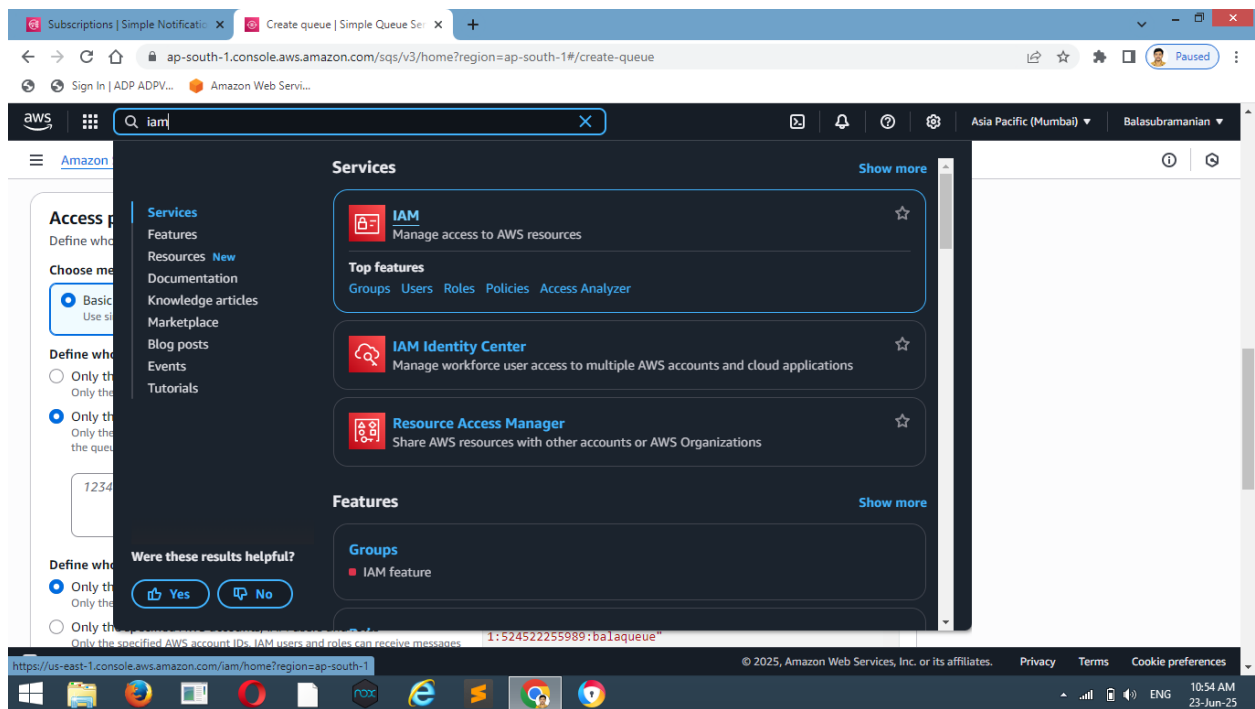 Subscriptions | Simple Notificatio
Create queue | Simple Queue Ser
ap-south-1.console.aws.amazon.com/sqs/v3/home?region=ap-south-1#/create-queue
Paused
Sign In | ADP ADPV...
Amazon Web Servi...
aws
iam
Asia Pacific (Mumbai)
Balasubramanian
Amazon
Access p
Define who
Choose me
Basic
Use si
Define who
Only th
Only the
Only th
Only the
the queu
1234
Define who
Only th
Only the
Only the specified AWS account IDs, IAM users and roles can receive messages
1:524522255989:balaqueue"
Services
Features
Resources New
Documentation
Knowledge articles
Marketplace
Blog posts
Events
Tutorials
Were these results helpful?
Yes
No
Services
Show more
IAM
Manage access to AWS resources
Top features
Groups Users Roles Policies Access Analyzer
IAM Identity Center
Manage workforce user access to multiple AWS accounts and cloud applications
Resource Access Manager
Share AWS resources with other accounts or AWS Organizations
Features
Show more
Groups
IAM feature
https://us-east-1.console.aws.amazon.com/iam/home?region=ap-south-1
© 2025, Amazon Web Services, Inc. or its affiliates.
Privacy
Terms
Cookie preferences
nox
ENG
10:54 AM
23-Jun-25